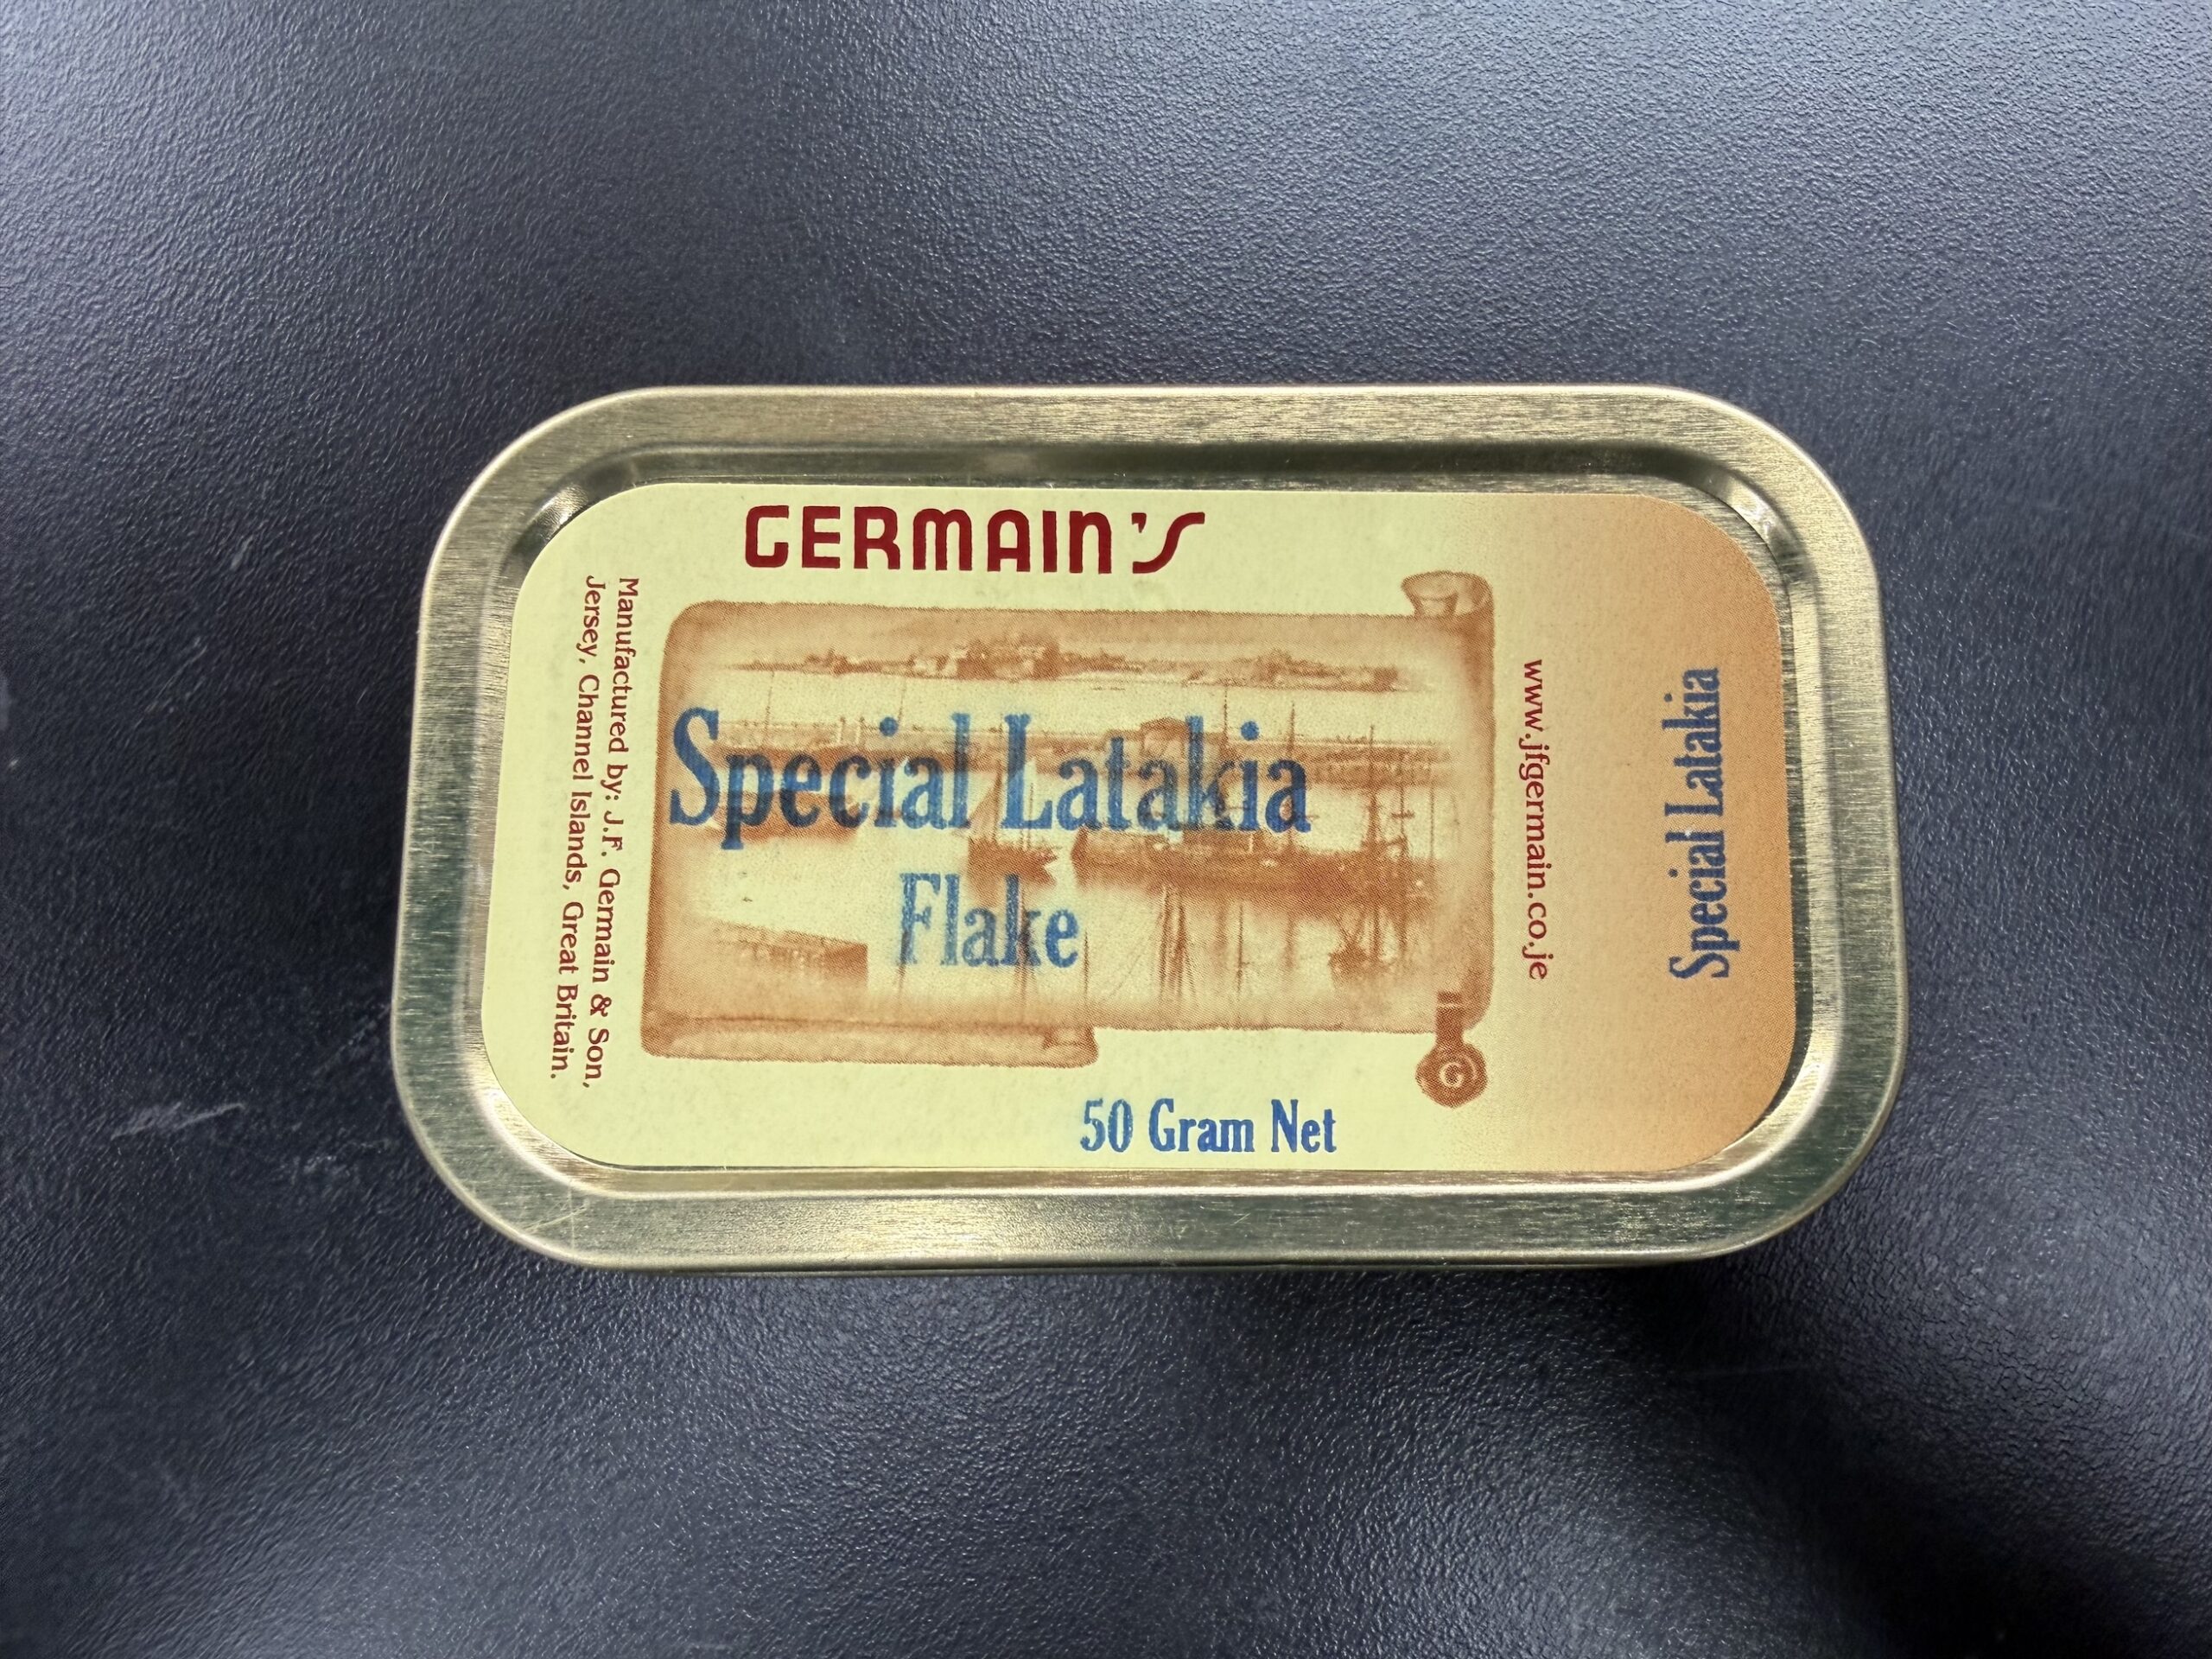 GERMAIN'S
Manufactured by: J.F. Germain & Son,
Jersey, Channel Islands, Great Britain.
Special Latakia
Flake
50 Gram Net
G
www.jfgermain.co.je
Special Latakia